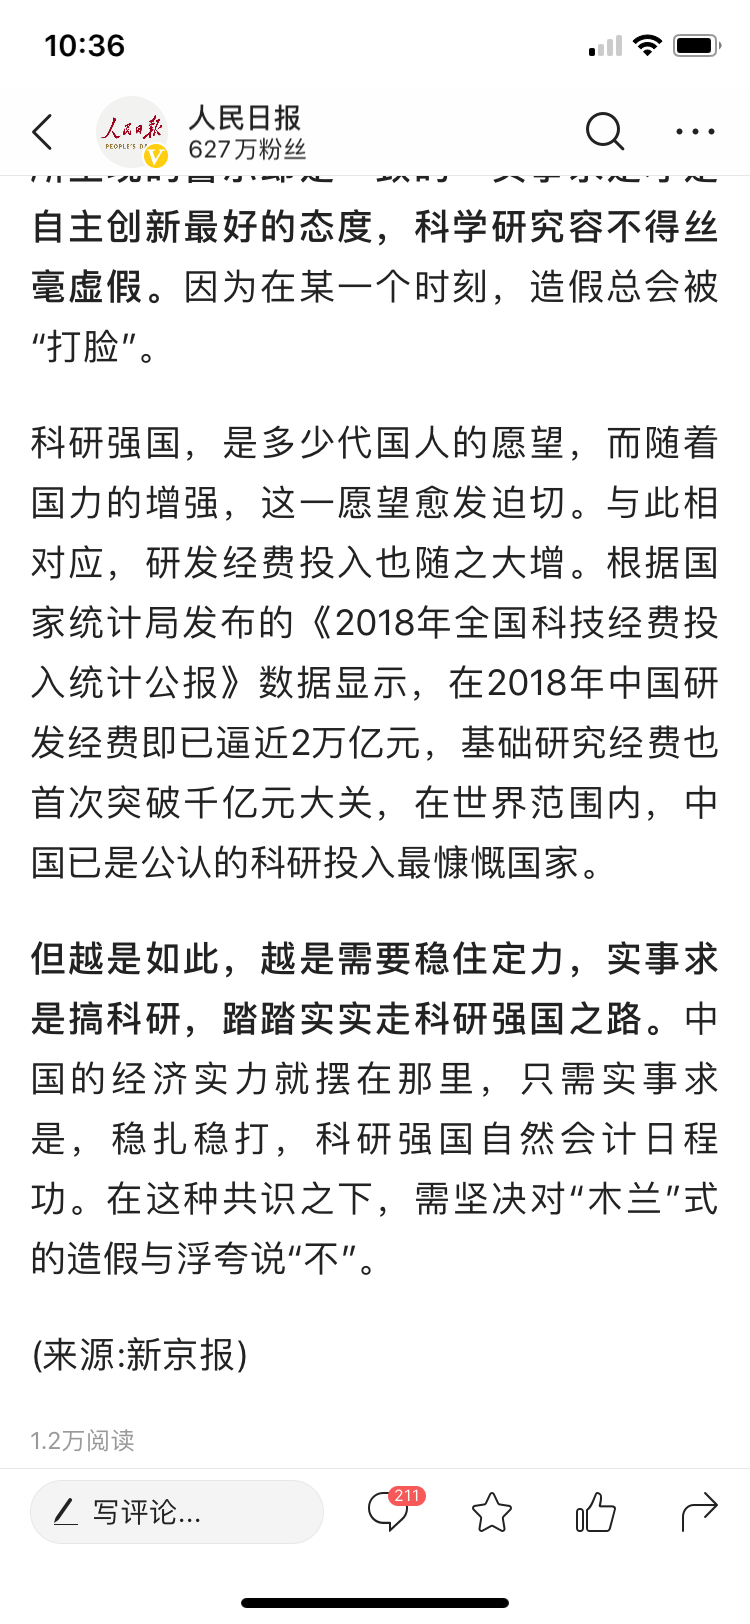 10:36
人民日报
PEOPLE'S DA
V
人民日报
627万粉丝
自主创新最好的态度，科学研究容不得丝
毫虚假。因为在某一个时刻，造假总会被
“打脸”。
科研强国，是多少代国人的愿望，而随着
国力的增强，这一愿望愈发迫切。与此相
对应，研发经费投入也随之大增。根据国
家统计局发布的《2018年全国科技经费投
入统计公报》数据显示，在2018年中国研
发经费即已逼近2万亿元，基础研究经费也
首次突破千亿元大关，在世界范围内，中
国已是公认的科研投入最慷慨国家。
但越是如此，越是需要稳住定力，实事求
是搞科研，踏踏实实走科研强国之路。中
国的经济实力就摆在那里，只需实事求
是，稳扎稳打，科研强国自然会计日程
功。在这种共识之下，需坚决对“木兰”式
的造假与浮夸说“不”。
(来源:新京报)
1.2万阅读
写评论...
211